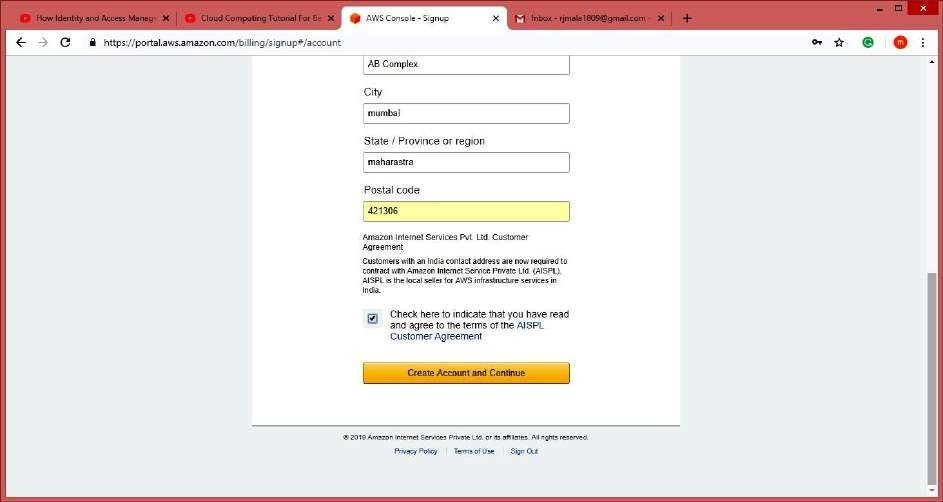 How Identity and Access Manage
Cloud Computing Tutorial For Be
AWS Console - Signup
Inbox - rjmala1809@gmail.com -
https://portal.aws.amazon.com/billing/signup#/account
m
AB Complex
City
mumbai
State / Province or region
maharastra
Postal code
421306
Amazon Internet Services Pvt. Ltd. Customer
Agreement
Customers with an India contact address are now required to
contract with Amazon Internet Service Private Ltd. (AISPL).
AISPL is the local seller for AWS infrastructure services in
India.
Check here to indicate that you have read
and agree to the terms of the AISPL
Customer Agreement
Create Account and Continue
© 2019 Amazon Internet Services Private Ltd. or its affiliates. All rights reserved.
Privacy Policy | Terms of Use | Sign Out